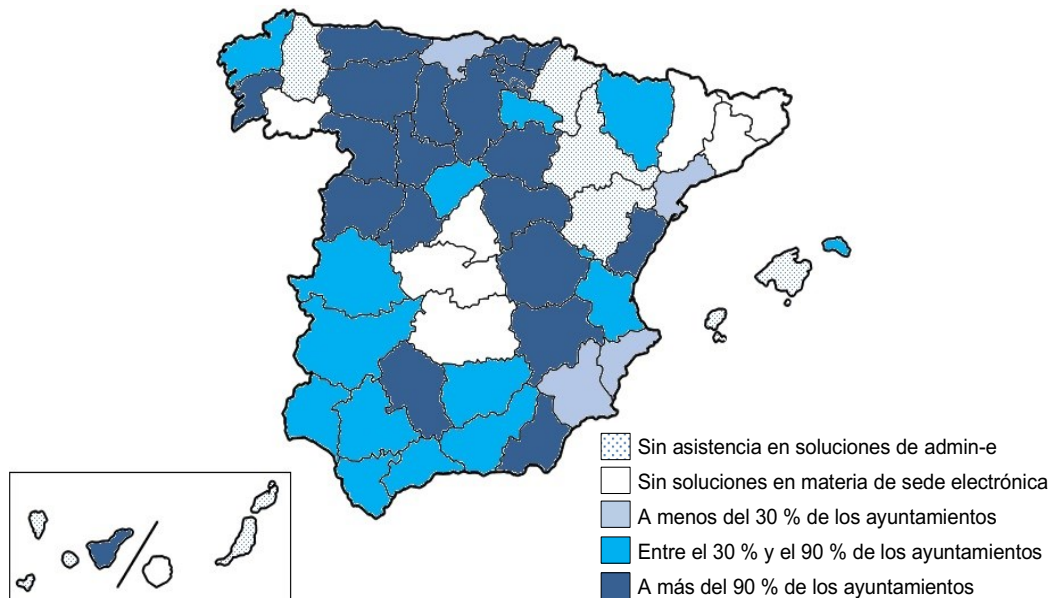 Sin asistencia en soluciones de admin-e
Sin soluciones en materia de sede electrónica
A menos del 30 % de los ayuntamientos
Entre el 30 % y el 90 % de los ayuntamientos
A más del 90 % de los ayuntamientos